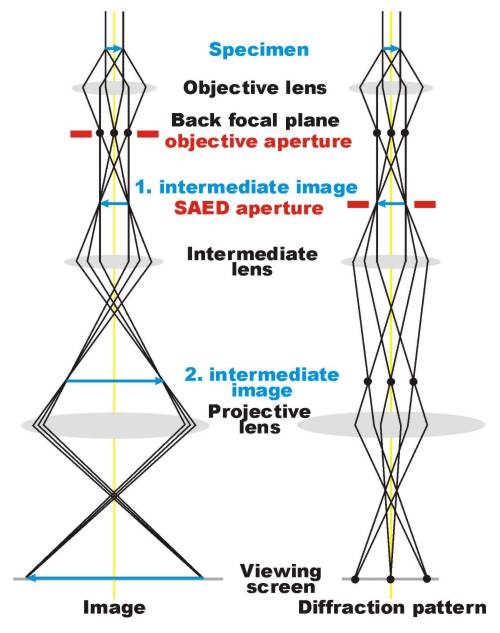 Specimen
Objective lens
Back focal plane
objective aperture
1. intermediate image
SAED aperture
Intermediate
lens
2. intermediate
image
Projective
lens
Viewing
screen
Image
Diffraction pattern